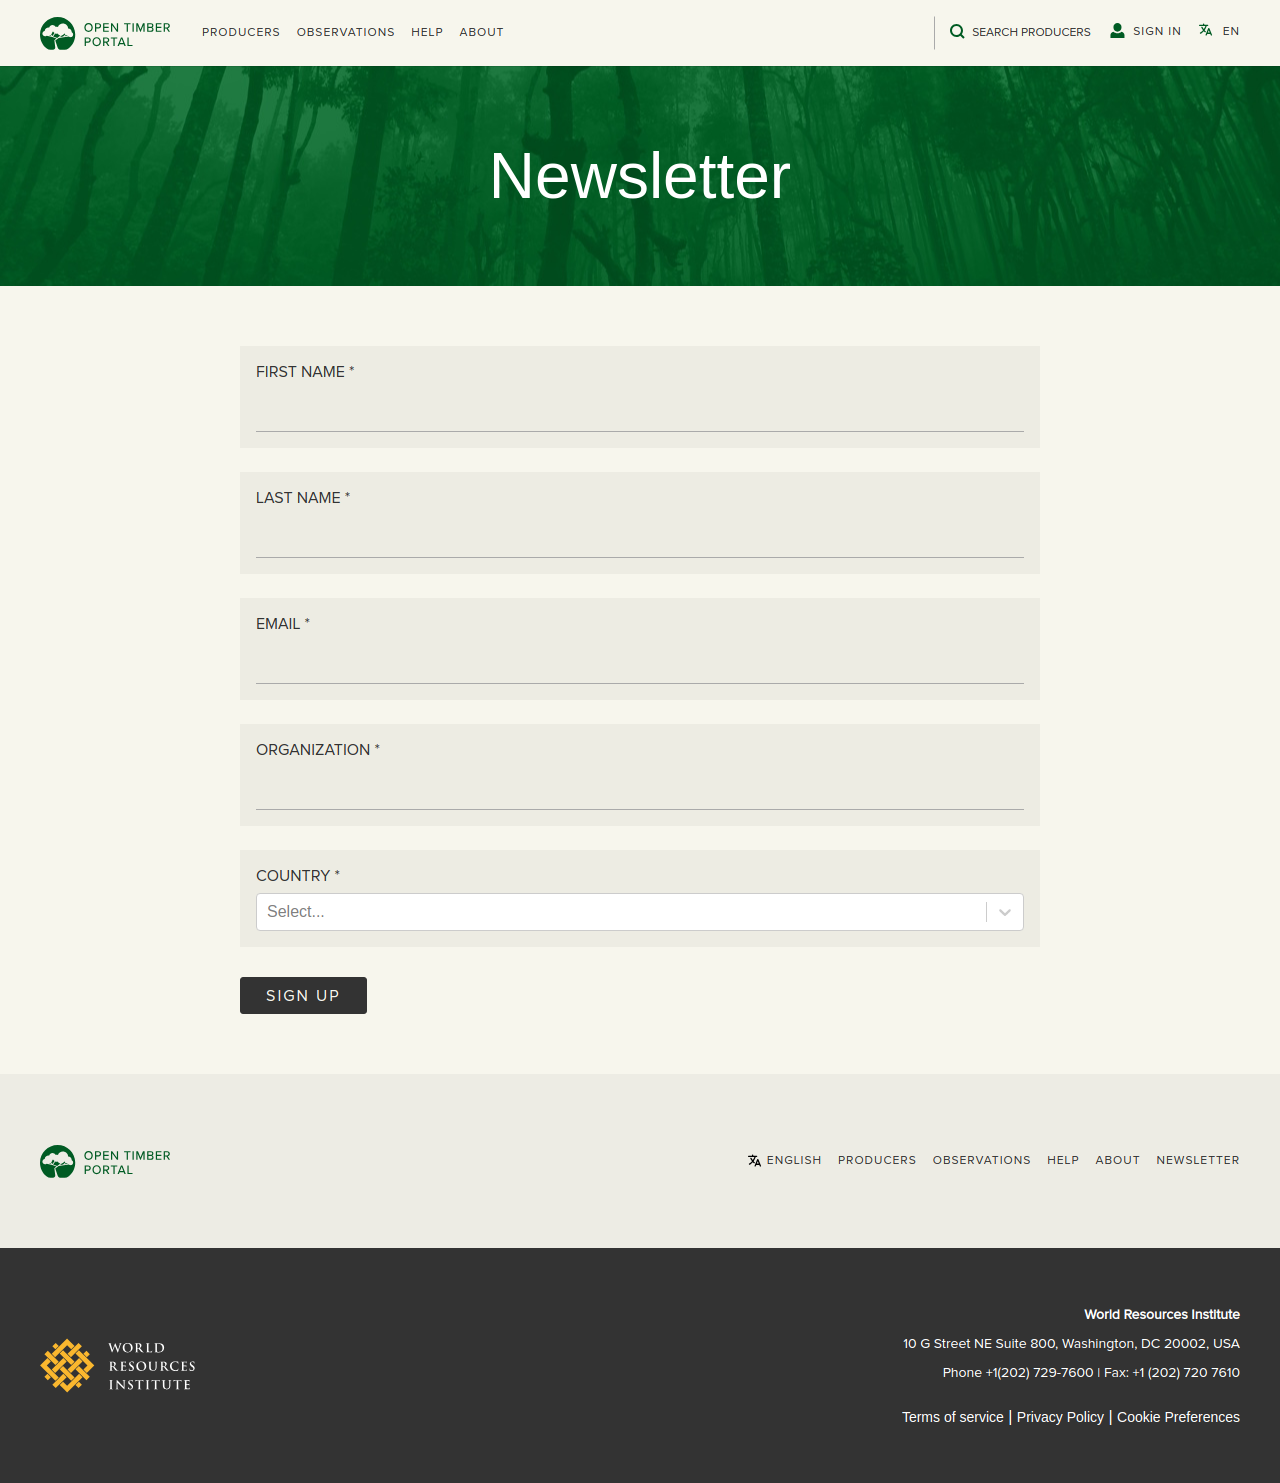 OPEN TIMBER
PORTAL
PRODUCERS OBSERVATIONS HELP ABOUT
SEARCH PRODUCERS SIGN IN EN
Newsletter
FIRST NAME *
LAST NAME *
EMAIL *
ORGANIZATION *
COUNTRY *
Select...
SIGN UP
OPEN TIMBER
PORTAL
ENGLISH PRODUCERS OBSERVATIONS HELP ABOUT NEWSLETTER
WORLD
RESOURCES
INSTITUTE
World Resources Institute
10 G Street NE Suite 800, Washington, DC 20002, USA
Phone +1(202) 729-7600 | Fax: +1 (202) 720 7610
Terms of service | Privacy Policy | Cookie Preferences